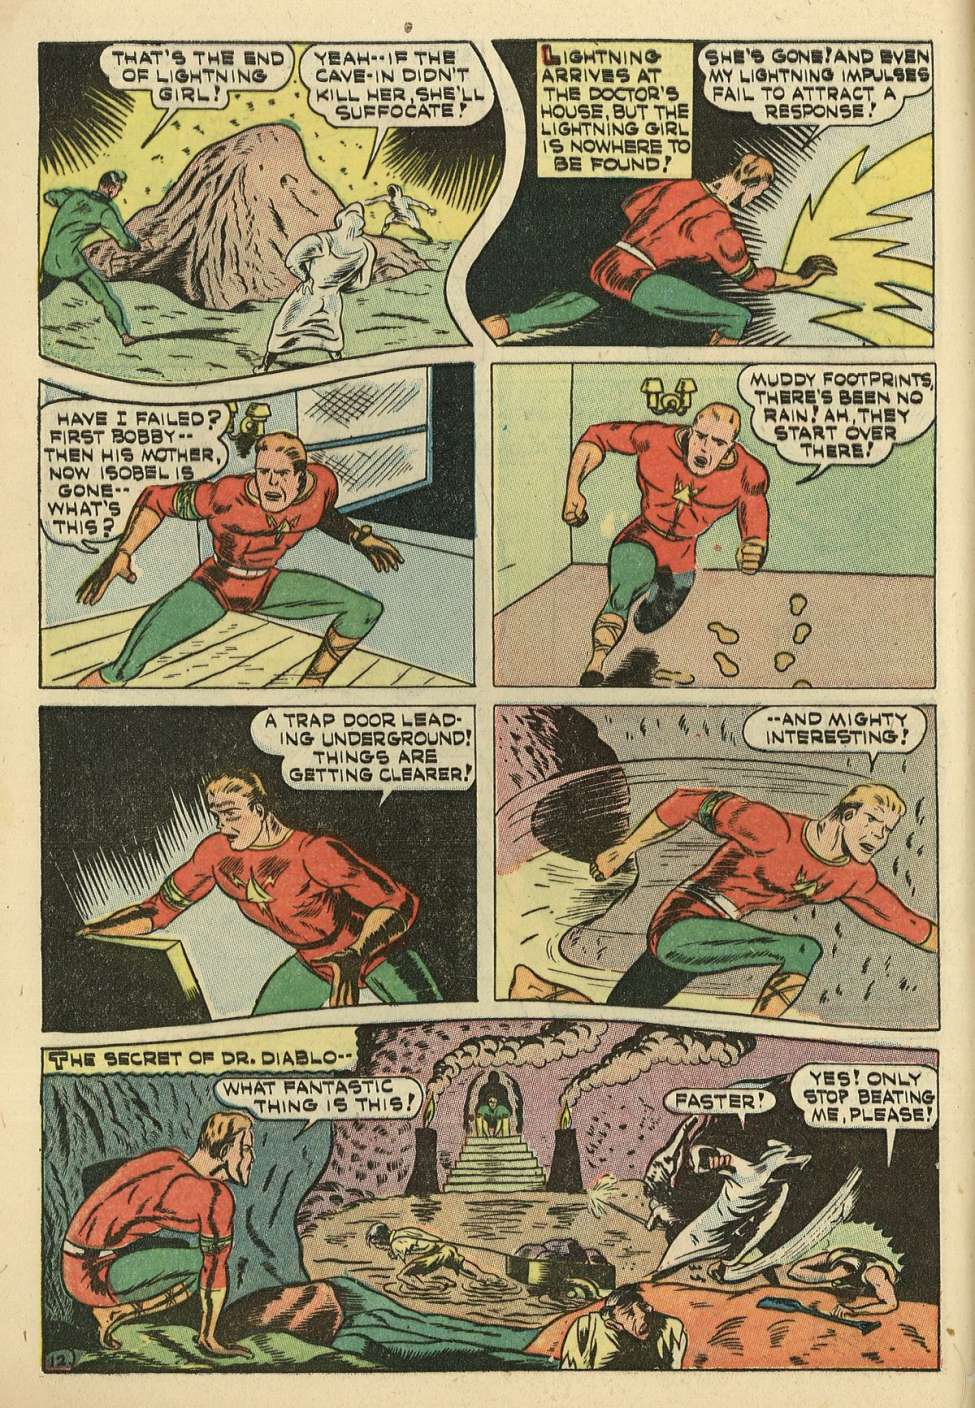 THAT'S THE END
OF LIGHTNING
GIRL!
YEAH--IF THE
CAVE-IN DIDN'T
KILL HER, SHE'LL
SUFFOCATE!
LIGHTNING
ARRIVES AT
THE DOCTOR'S
HOUSE, BUT THE
LIGHTNING GIRL
IS NOWHERE TO
BE FOUND!
SHE'S GONE! AND EVEN
MY LIGHTNING IMPULSES
FAIL TO ATTRACT A
RESPONSE!
HAVE I FAILED?
FIRST BOBBY--
THEN HIS MOTHER,
NOW ISOBEL IS
GONE--
WHAT'S
THIS?
MUDDY FOOTPRINTS,
THERE'S BEEN NO
RAIN! AH, THEY
START OVER
THERE!
A TRAP DOOR LEAD-
ING UNDERGROUND!
THINGS ARE
GETTING CLEARER!
--AND MIGHTY
INTERESTING!
THE SECRET OF DR. DIABLO--
WHAT FANTASTIC
THING IS THIS!
FASTER!
YES! ONLY
STOP BEATING
ME, PLEASE!
12)